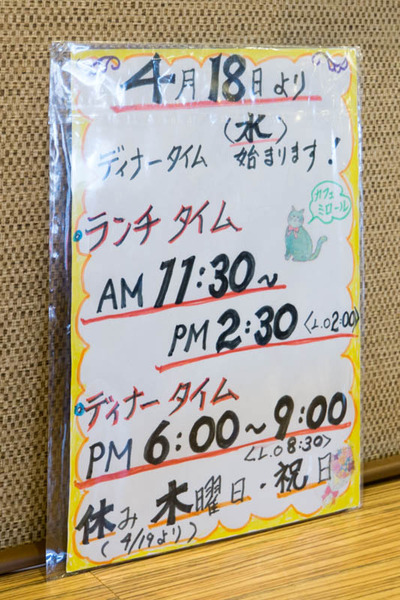 4月18日より
(水)
ディナータイム 始まります!
カフェ
ミロール
ランチタイム
AM 11:30〜
PM 2:30 <L.O 2:00>
ディナータイム
PM 6:00〜9:00
<L.O 8:30>
休み 木曜日・祝日
(4/19より)